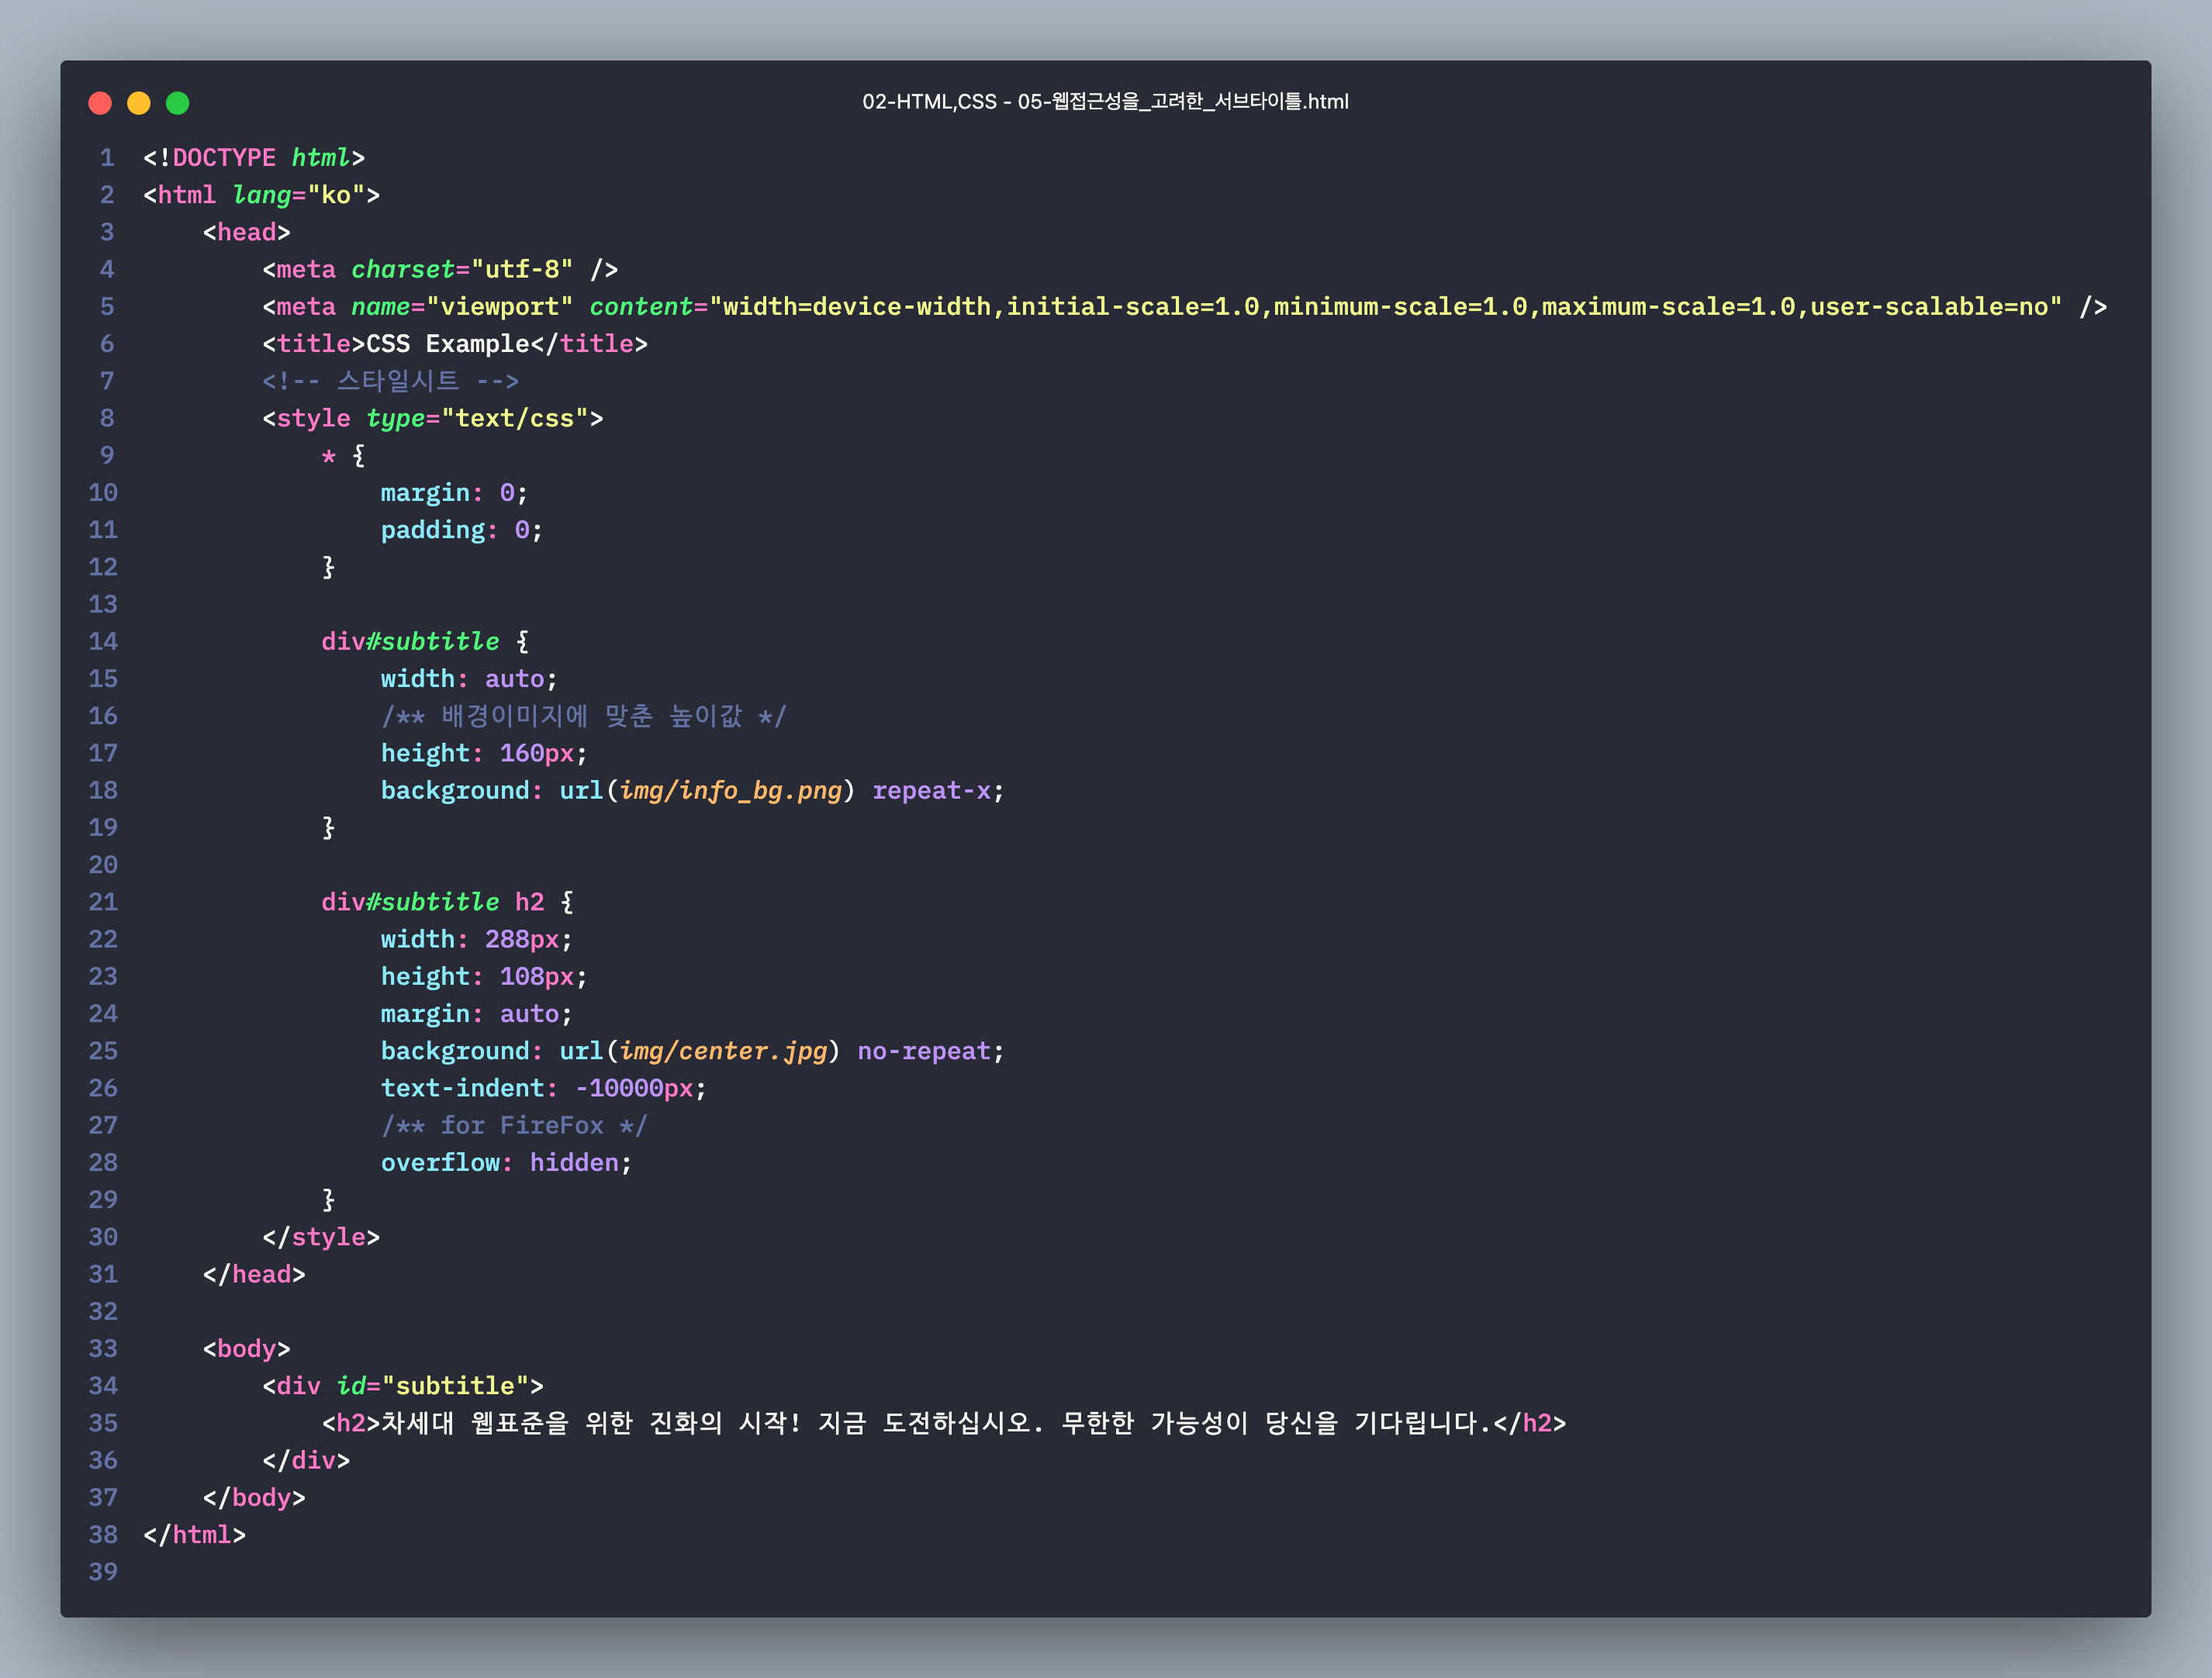 02-HTML,CSS - 05-웹접근성을_고려한_서브타이틀.html
1 <!DOCTYPE html>
2 <html lang="ko">
3     <head>
4         <meta charset="utf-8" />
5         <meta name="viewport" content="width=device-width,initial-scale=1.0,minimum-scale=1.0,maximum-scale=1.0,user-scalable=no" />
6         <title>CSS Example</title>
7         <!-- 스타일시트 -->
8         <style type="text/css">
9             * {
10                 margin: 0;
11                 padding: 0;
12             }
13
14             div#subtitle {
15                 width: auto;
16                 /** 배경이미지에 맞춘 높이값 */
17                 height: 160px;
18                 background: url(img/info_bg.png) repeat-x;
19             }
20
21             div#subtitle h2 {
22                 width: 288px;
23                 height: 108px;
24                 margin: auto;
25                 background: url(img/center.jpg) no-repeat;
26                 text-indent: -10000px;
27                 /** for FireFox */
28                 overflow: hidden;
29             }
30         </style>
31     </head>
32
33     <body>
34         <div id="subtitle">
35             <h2>차세대 웹표준을 위한 진화의 시작! 지금 도전하십시오. 무한한 가능성이 당신을 기다립니다.</h2>
36         </div>
37     </body>
38 </html>
39